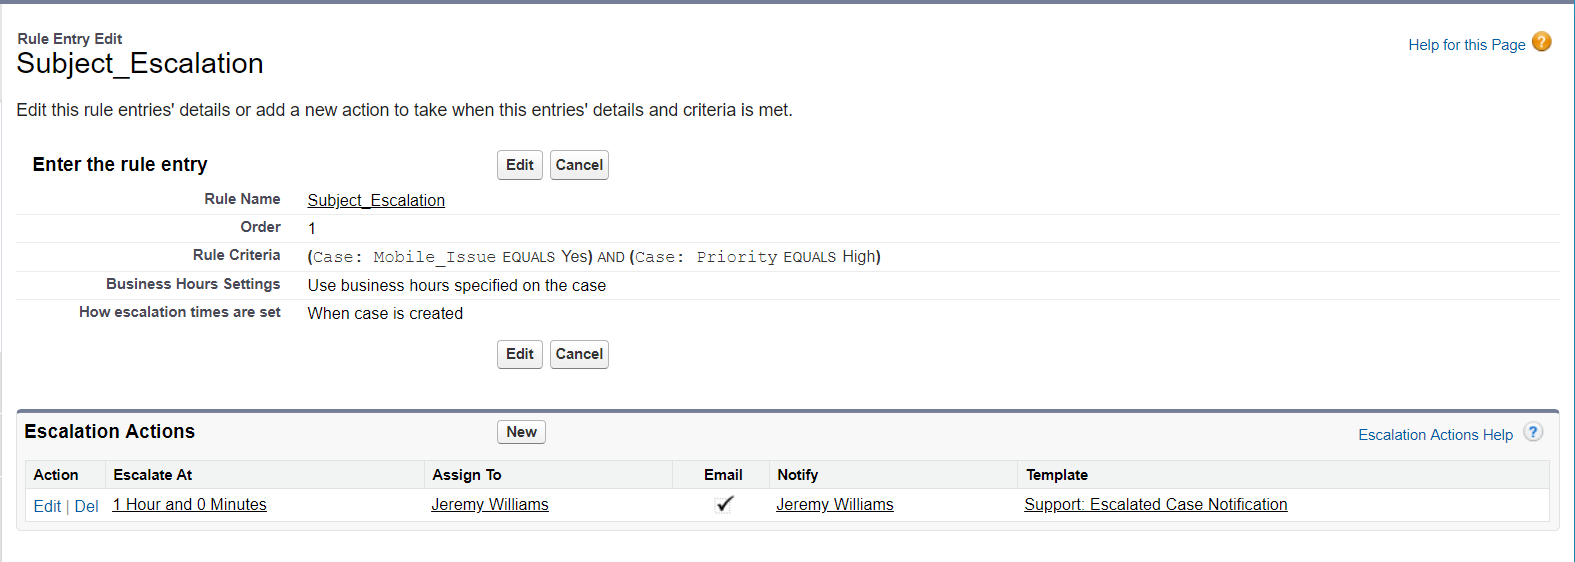 Rule Entry Edit
Subject_Escalation
Help for this Page ?
Edit this rule entries' details or add a new action to take when this entries' details and criteria is met.
Enter the rule entry
Edit Cancel
Rule Name Subject_Escalation
Order 1
Rule Criteria (Case: Mobile_Issue EQUALS Yes) AND (Case: Priority EQUALS High)
Business Hours Settings Use business hours specified on the case
How escalation times are set When case is created
Edit Cancel
Escalation Actions New Escalation Actions Help ?
Action Escalate At Assign To Email Notify Template
Edit | Del 1 Hour and 0 Minutes Jeremy Williams Jeremy Williams Support: Escalated Case Notification